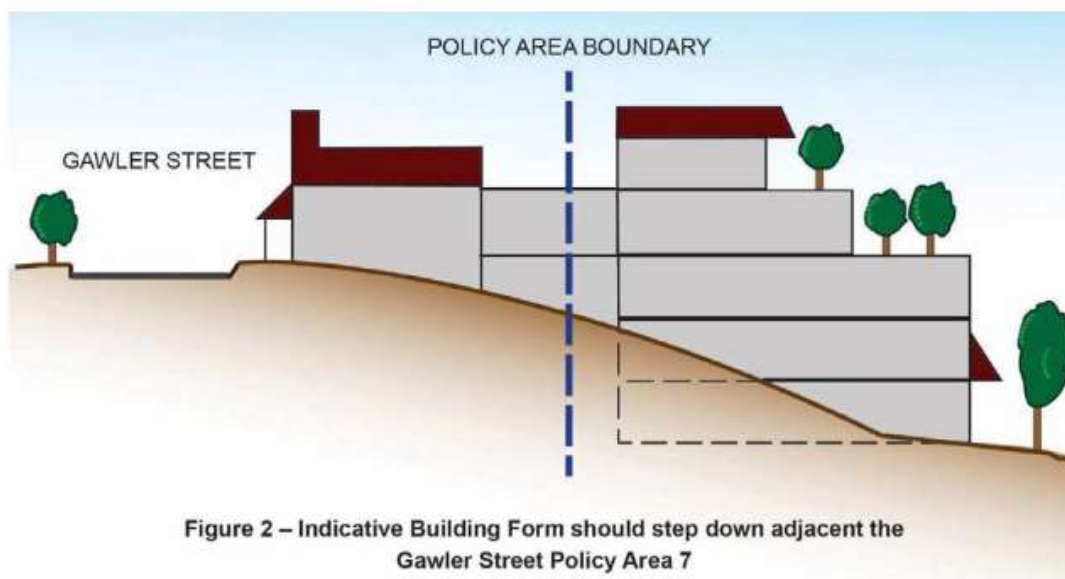 POLICY AREA BOUNDARY
GAWLER STREET
Figure 2 – Indicative Building Form should step down adjacent the
Gawler Street Policy Area 7